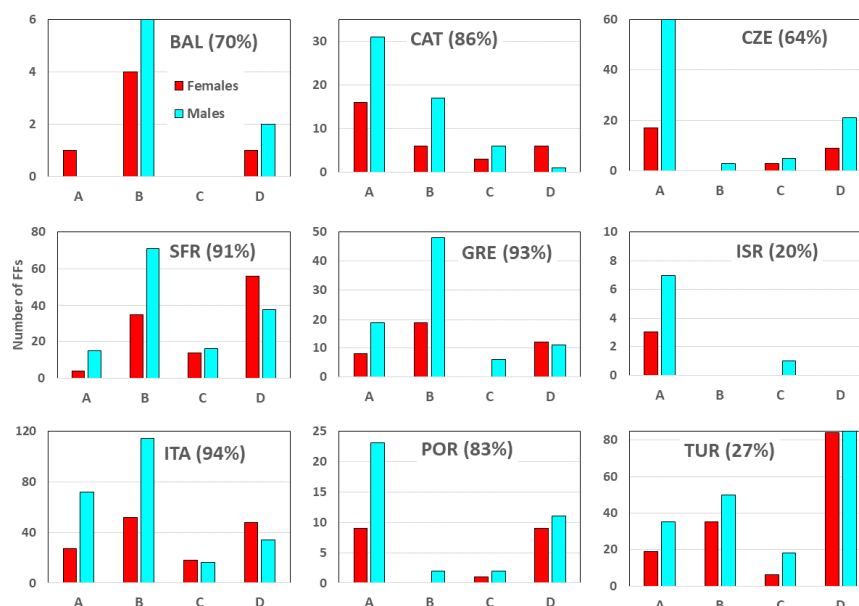 BAL (70%)
Females
Males
6
4
2
0
A B C D
CAT (86%)
30
20
10
0
A B C D
CZE (64%)
60
40
20
0
A B C D
Number of FFs
SFR (91%)
80
60
40
20
0
A B C D
GRE (93%)
50
40
30
20
10
0
A B C D
ISR (20%)
10
8
6
4
2
0
A B C D
ITA (94%)
120
80
40
0
A B C D
POR (83%)
25
20
15
10
5
0
A B C D
TUR (27%)
80
60
40
20
0
A B C D